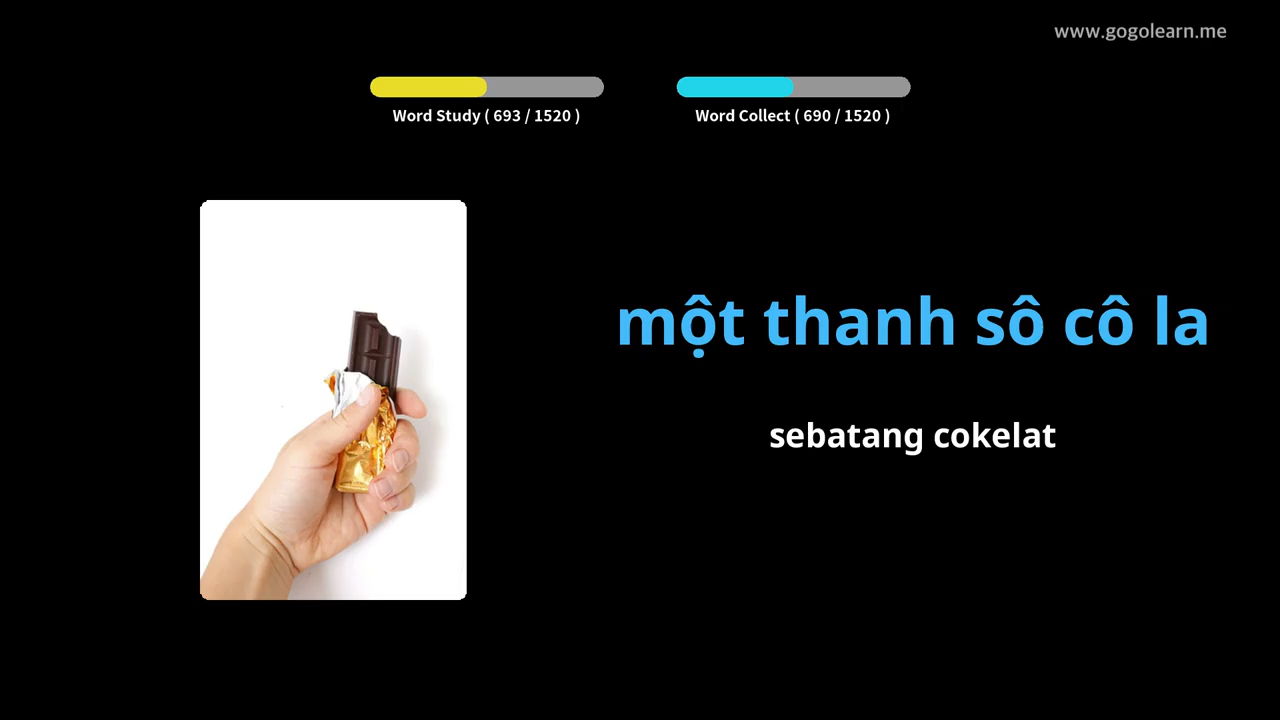 www.gogolearn.me
Word Study ( 693 / 1520 )
Word Collect ( 690 / 1520 )
một thanh sô cô la
sebatang cokelat